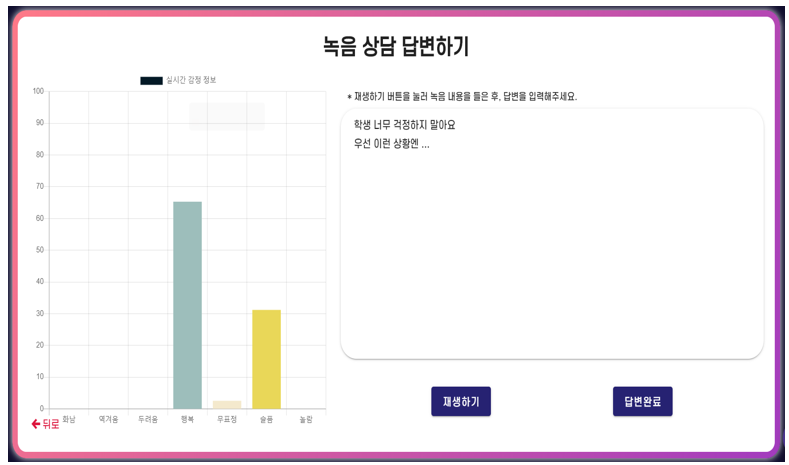 녹음 상담 답변하기
실시간 감정 정보
100
90
80
70
60
50
40
30
20
10
0
화남 역겨움 두려움 행복 무표정 슬픔 놀람
뒤로
* 재생하기 버튼을 눌러 녹음 내용을 들은 후, 답변을 입력해주세요.
학생 너무 걱정하지 말아요
우선 이런 상황엔 ...
재생하기 답변완료